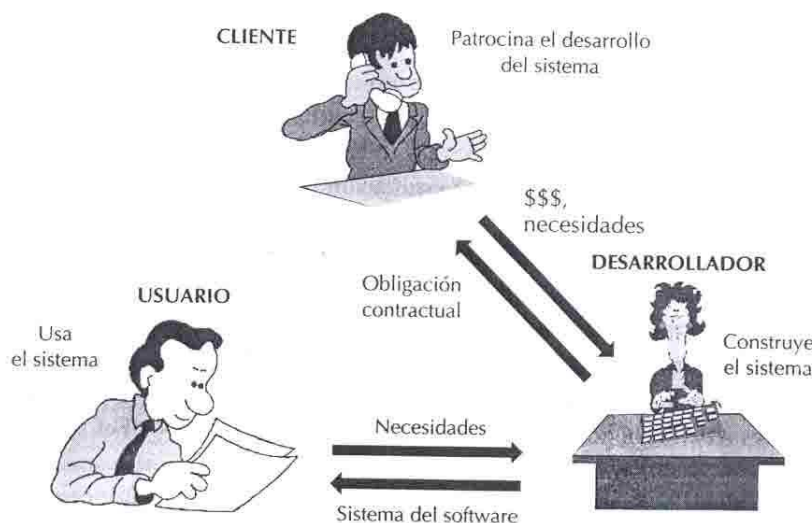 CLIENTE
Patrocina el desarrollo
del sistema
$$$,
necesidades
DESARROLLADOR
Obligación
contractual
USUARIO
Usa
el sistema
Construye
el sistema
Necesidades
Sistema del software